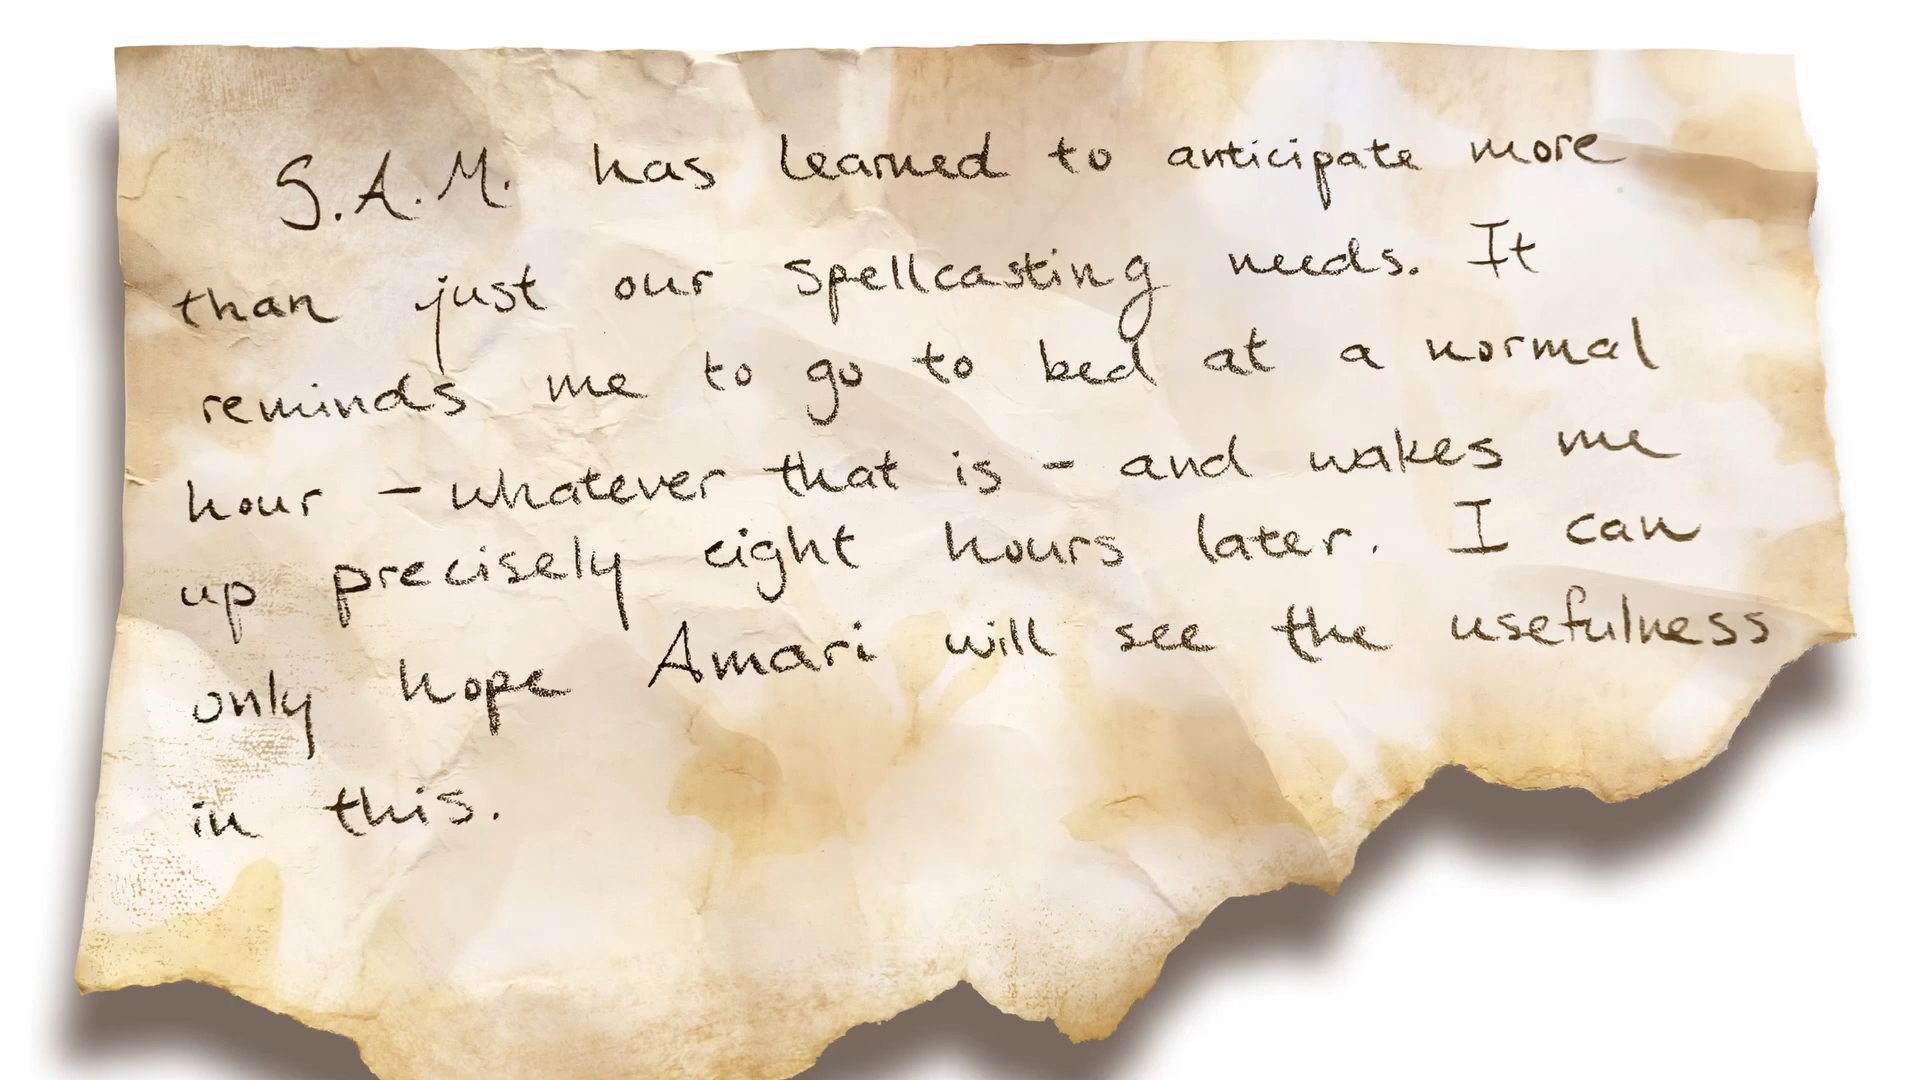 S.A.M. has learned to anticipate more
than just our spellcasting needs. It
reminds me to go to bed at a normal
hour - whatever that is - and wakes me
up precisely eight hours later. I can
only hope Amari will see the usefulness
in this.